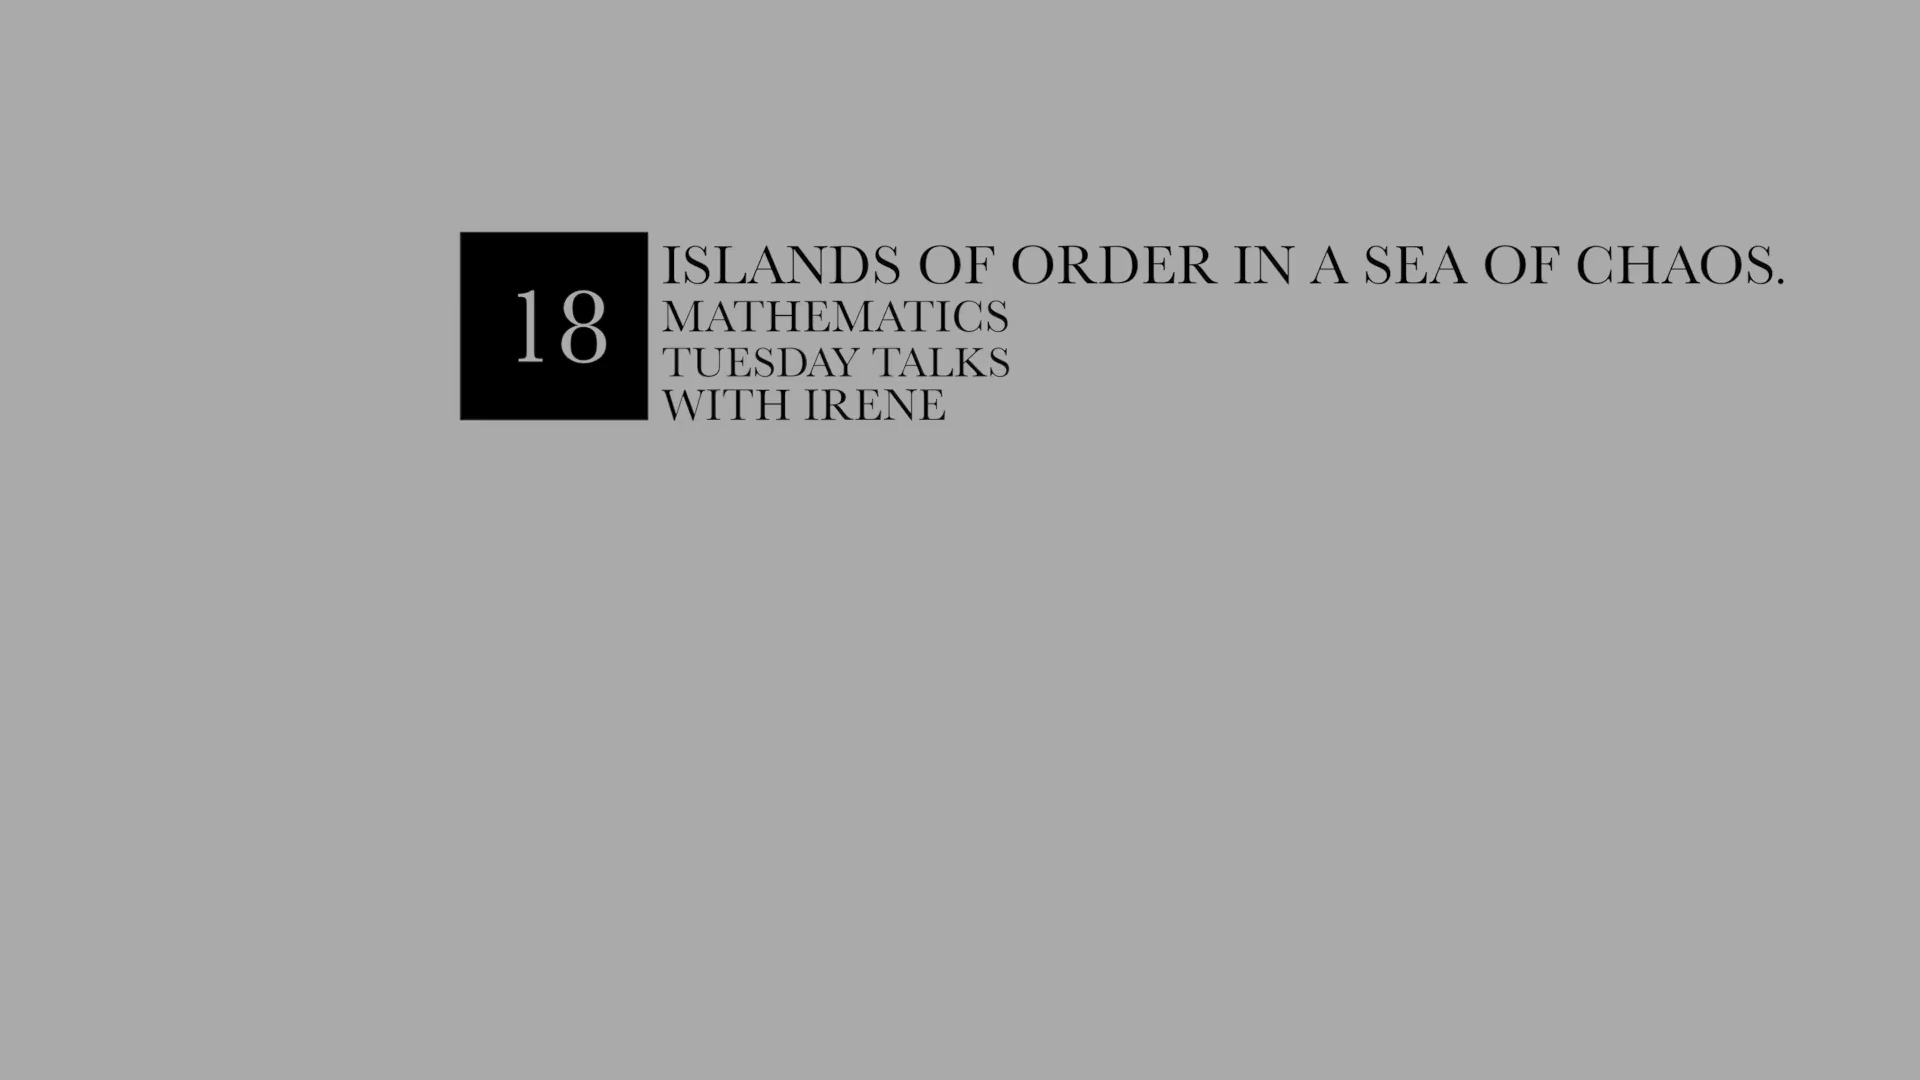 18
ISLANDS OF ORDER IN A SEA OF CHAOS.
MATHEMATICS
TUESDAY TALKS
WITH IRENE